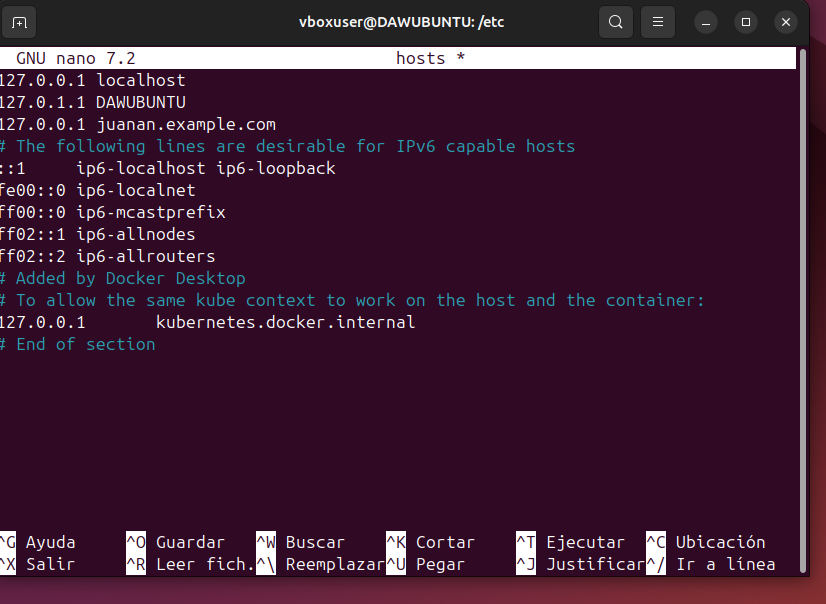 vboxuser@DAWUBUNTU: /etc
GNU nano 7.2 hosts *
127.0.0.1 localhost
127.0.1.1 DAWUBUNTU
127.0.0.1 juanan.example.com
# The following lines are desirable for IPv6 capable hosts
::1 ip6-localhost ip6-loopback
fe00::0 ip6-localnet
ff00::0 ip6-mcastprefix
ff02::1 ip6-allnodes
ff02::2 ip6-allrouters
# Added by Docker Desktop
# To allow the same kube context to work on the host and the container:
127.0.0.1 kubernetes.docker.internal
# End of section
^G Ayuda ^O Guardar ^W Buscar ^K Cortar ^T Ejecutar ^C Ubicación
^X Salir ^R Leer fich. ^\ Reemplazar ^U Pegar ^J Justificar ^/ Ir a línea